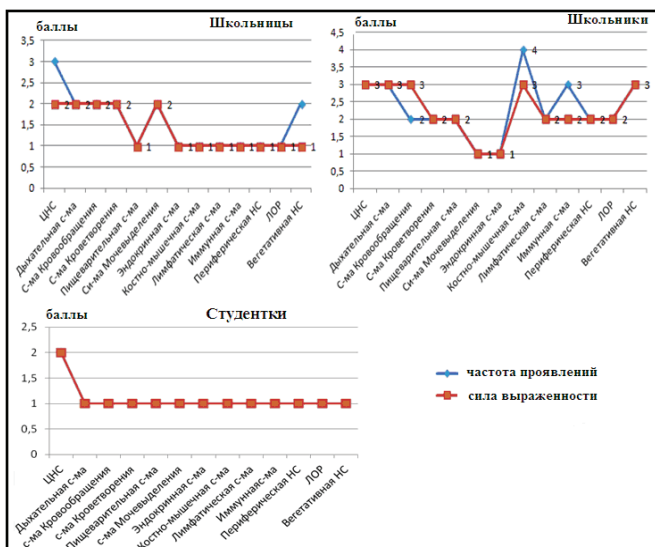 баллы
Школьницы
3,5
3
2,5
2
1,5
1
0,5
0
2 2 2 2 1 2 1 1 1 1 1 1 1
ЦНС
Дыхательная с-ма
С-ма Кровообращения
С-ма Кроветворения
Пищеварительная с-ма
Си-ма Мочевыделения
Эндокринная с-ма
Костно-мышечная с-ма
Лимфатическая с-ма
Иммунная с-ма
Периферическая НС
ЛОР
Вегетативная НС
баллы
Школьники
4,5
4
3,5
3
2,5
2
1,5
1
0,5
0
4
3 3 3 3 3 3
2 2 2 2 2 2 2 2
1 1
ЦНС
Дыхательная с-ма
С-ма Кровообращения
С-ма Кроветворения
Пищеварительная с-ма
Си-ма Мочевыделения
Эндокринная с-ма
Костно-мышечная с-ма
Лимфатическая с-ма
Иммунная с-ма
Периферическая НС
ЛОР
Вегетативная НС
баллы
Студентки
2,5
2
1,5
1
0,5
0
ЦНС
Дыхательная с-ма
с-ма Кровообращения
с-ма Кроветворения
Пищеварительная с-ма
с-ма Мочевыделения
Эндокринная с-ма
Костно-мышечная с-ма
Лимфатическая с-ма
Иммуннаяс-ма
Периферическая НС
ЛОР
Вегетативная НС
частота проявлений
сила выраженности